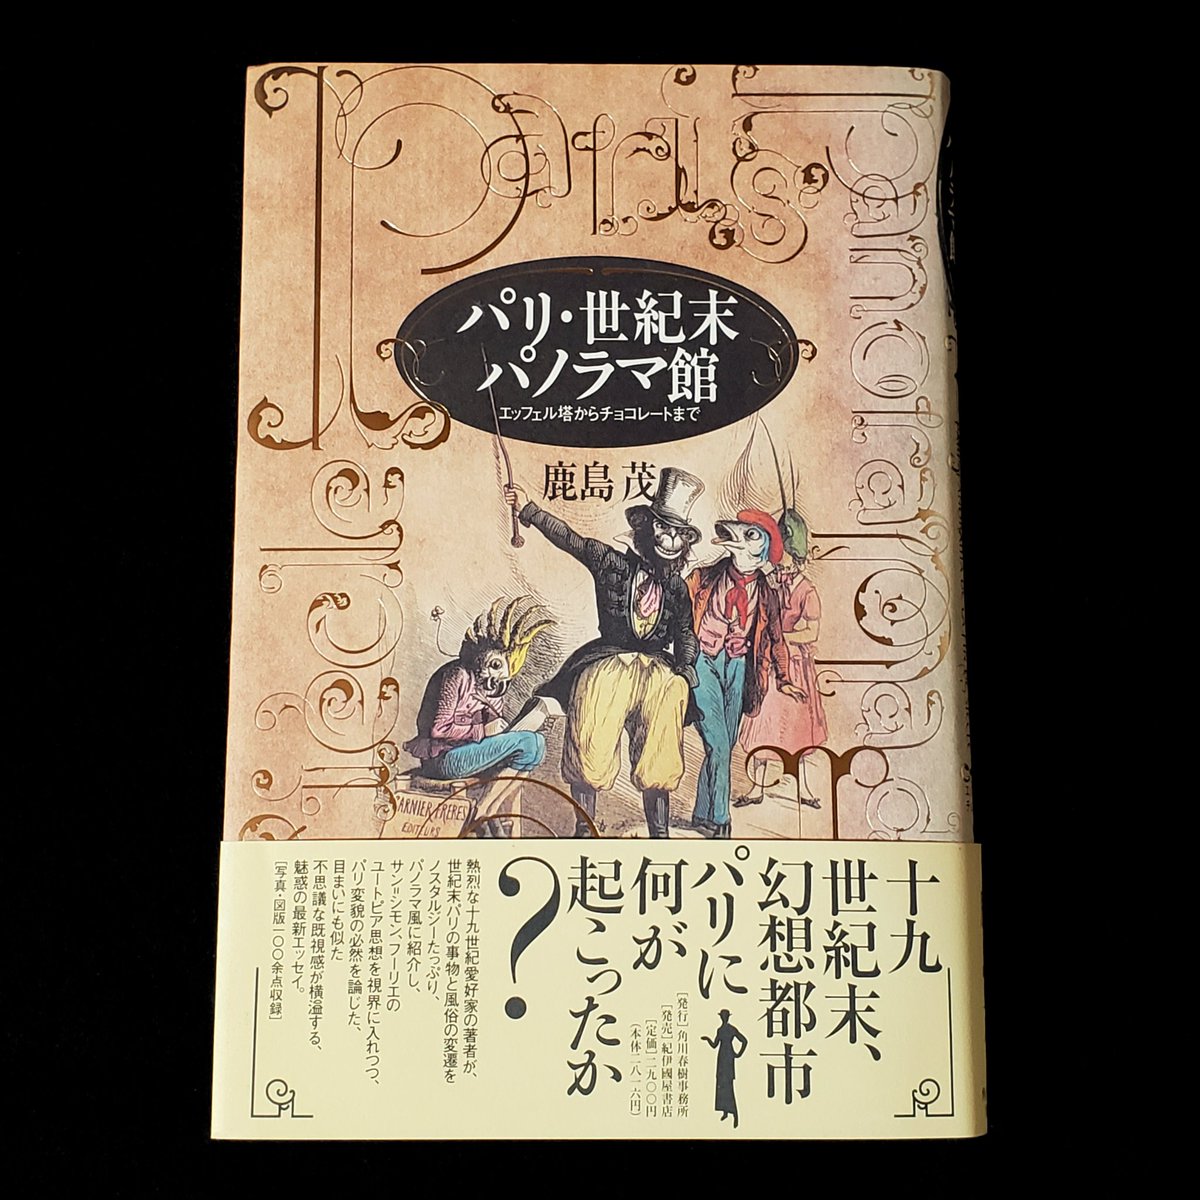 Paris
Panorama
パリ・世紀末
パノラマ館
エッフェル塔からチョコレートまで
鹿島 茂
GARNIER FRÈRES
EDITEURS
十九
世紀末、
幻想都市
パリに
何が
起こったか
?
[発行]角川春樹事務所
[発売]紀伊國屋書店
[定価]二九〇〇円
(本体二八一六円)
熱烈な十九世紀愛好家の著者が、
世紀末パリの事物と風俗の変遷を
ノスタルジーたっぷり、
パノラマ風に紹介し、
サン=シモン、フーリエの
ユートピア思想を視界に入れつつ、
パリ変貌の必然を論じた、
目まいにも似た
不思議な既視感が横溢する、
魅惑の最新エッセイ。
[写真・図版一〇〇余点収録]